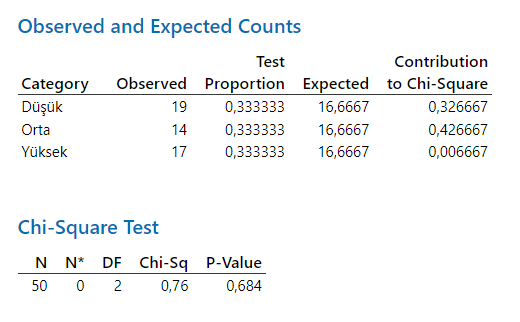 Observed and Expected Counts
Test Contribution
Category Observed Proportion Expected to Chi-Square
Düşük 19 0,333333 16,6667 0,326667
Orta 14 0,333333 16,6667 0,426667
Yüksek 17 0,333333 16,6667 0,006667
Chi-Square Test
N N* DF Chi-Sq P-Value
50 0 2 0,76 0,684